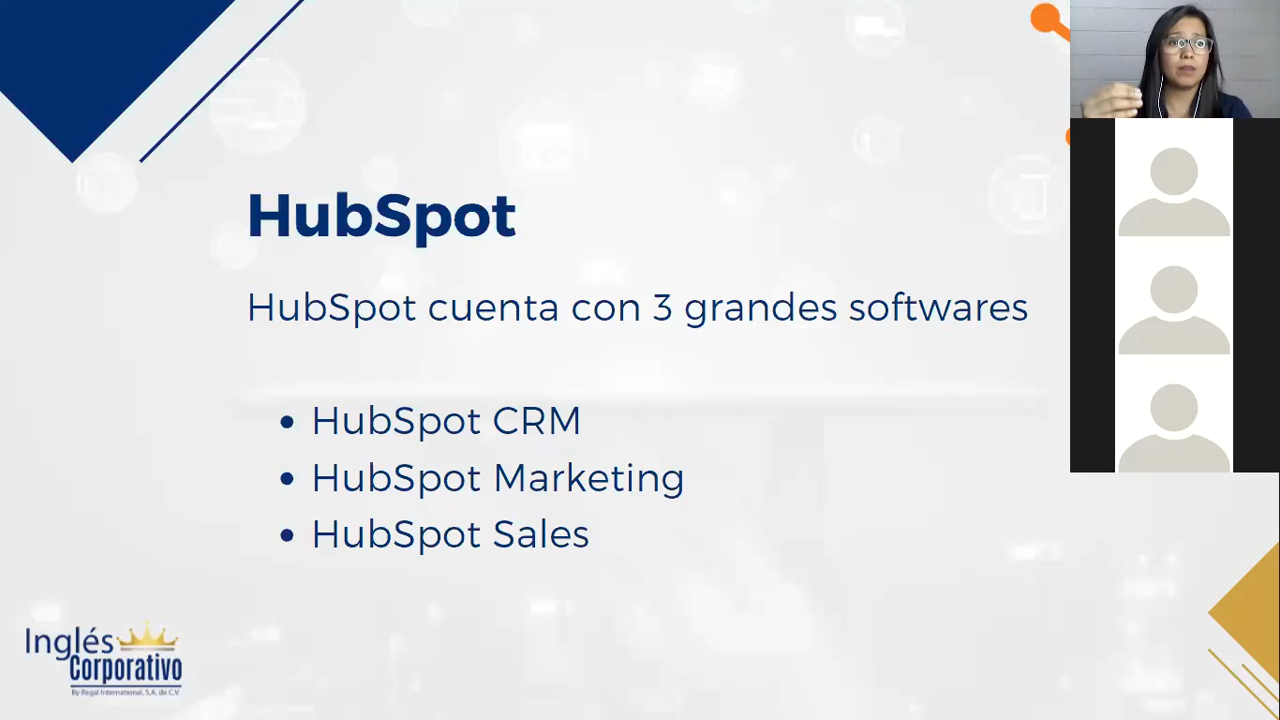 HubSpot
HubSpot cuenta con 3 grandes softwares
HubSpot CRM
HubSpot Marketing
HubSpot Sales
Inglés
Corporativo
By Regal International, S.A. de C.V.